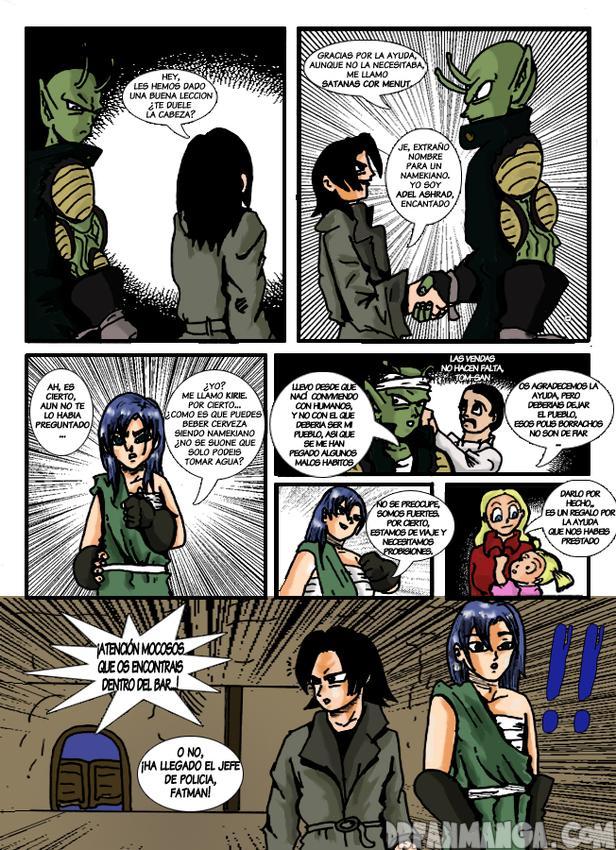 HEY,
LES HEMOS DADO
UNA BUENA LECCION
¿TE DUELE
LA CABEZA?
GRACIAS POR LA AYUDA,
AUNQUE NO LA NECESITABA,
ME LLAMO
SATANAS COR MENUT.
JE, EXTRAÑO
NOMBRE
PARA UN
NAMEKIANO.
YO SOY
ADEL ASHRAD,
ENCANTADO
AH, ES
CIERTO,
AUN NO TE
LO HABIA
PREGUNTADO
...
¿YO?
ME LLAMO KIRIE.
POR CIERTO...
¿COMO ES QUE PUEDES
BEBER CERVEZA
SIENDO NAMEKIANO?
¿NO SE SUONE QUE
SOLO PODEIS
TOMAR AGUA?
LLEVO DESDE QUE
NACÍ CONVIVIENDO
CON HUMANOS,
Y NO CON EL QUE
DEBERIA SER MI
PUEBLO, ASI QUE
SE ME HAN
PEGADO ALGUNOS
MALOS HABITOS
LAS VENDAS
NO HACEN FALTA,
TOM-SAN
OS AGRADECEMOS LA
AYUDA, PERO
DEBERIAIS DEJAR
EL PUEBLO,
ESOS POUS BORRACHOS
NO SON DE FIAR
...
NO SE PREOCUPE,
SOMOS FUERTES.
POR CIERTO,
ESTAMOS DE VIAJE Y
NECESITAMOS
PROBISIONES.
DARLO POR
HECHO,,
ES UN REGALO POR
LA AYUDA
QUE NOS HABEIS
PRESTADO
¡ATENCIÓN MOCOSOS
QUE OS ENCONTRAIS
DENTRO DEL BAR...!
O NO,
¡HA LLEGADO EL JEFE
DE POLICIA,
FATMAN!
!!
DREANMANGA.COM